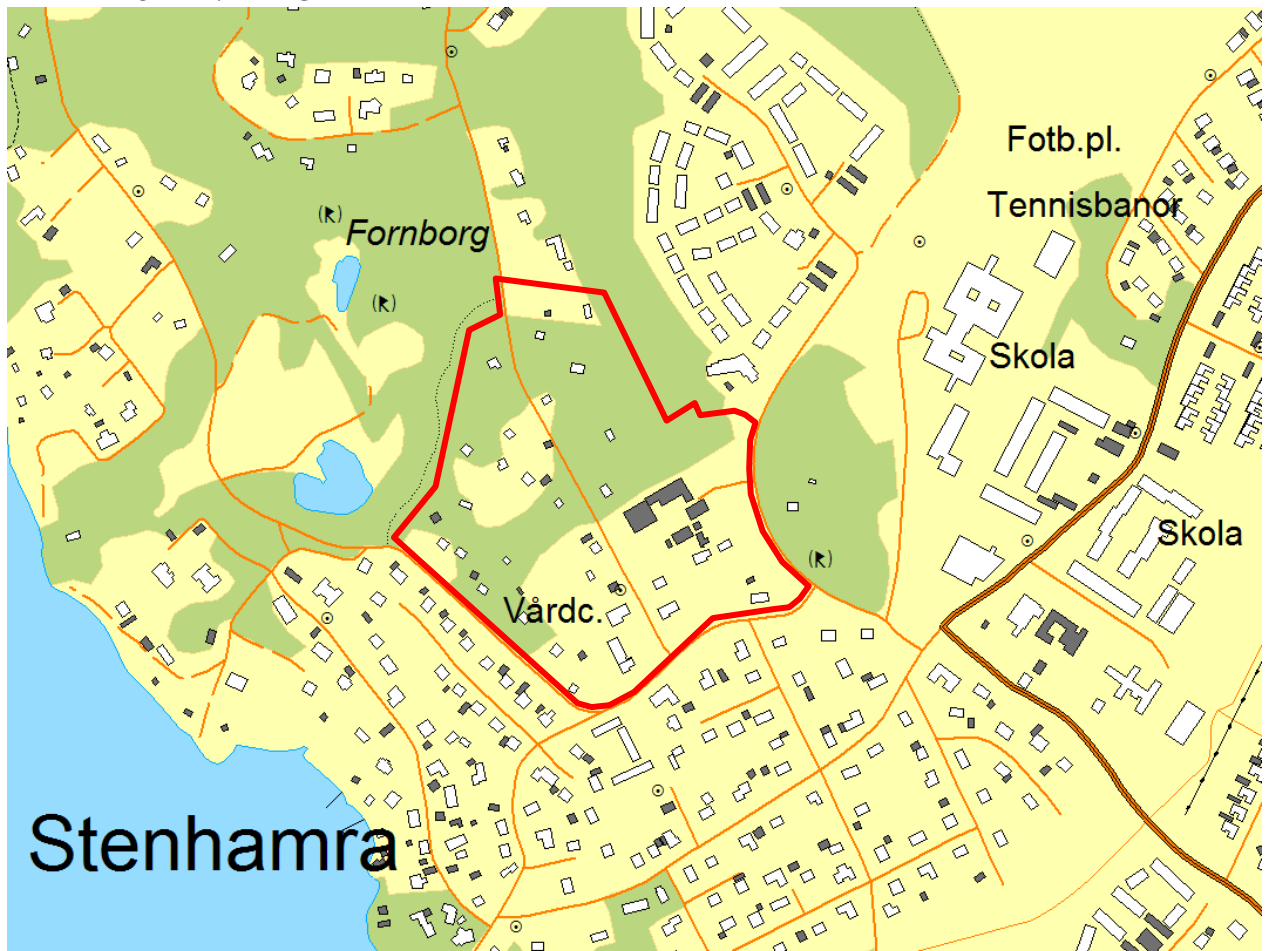 Fotb.pl.
Tennisbanor
Fornborg
Skola
Skola
Vårdc.
Stenhamra